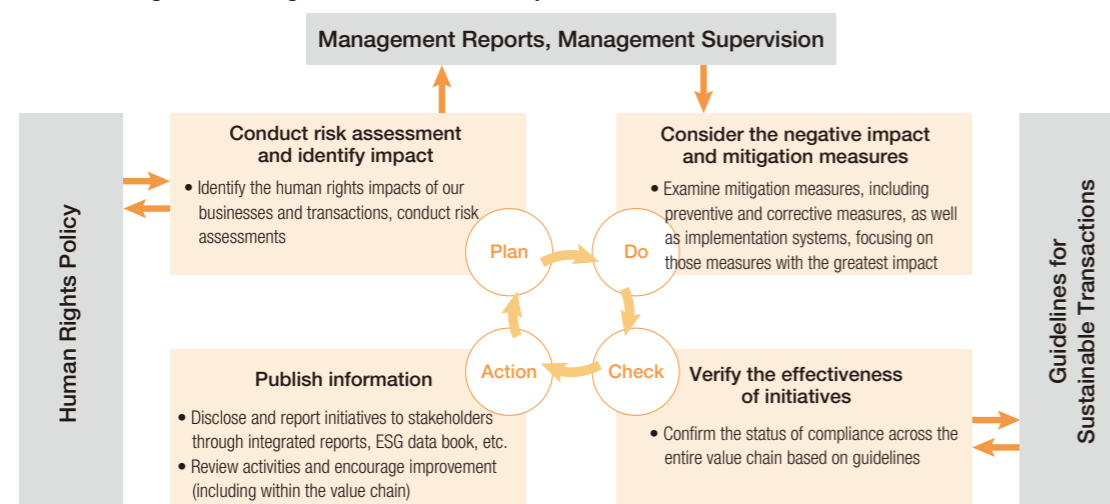 Management Reports, Management Supervision
Human Rights Policy
Conduct risk assessment
and identify impact
• Identify the human rights impacts of our
businesses and transactions, conduct risk
assessments
Consider the negative impact
and mitigation measures
• Examine mitigation measures, including
preventive and corrective measures, as well
as implementation systems, focusing on
those measures with the greatest impact
Plan
Do
Action
Check
Publish information
• Disclose and report initiatives to stakeholders
through integrated reports, ESG data book, etc.
• Review activities and encourage improvement
(including within the value chain)
Verify the effectiveness
of initiatives
• Confirm the status of compliance across the
entire value chain based on guidelines
Guidelines for
Sustainable Transactions